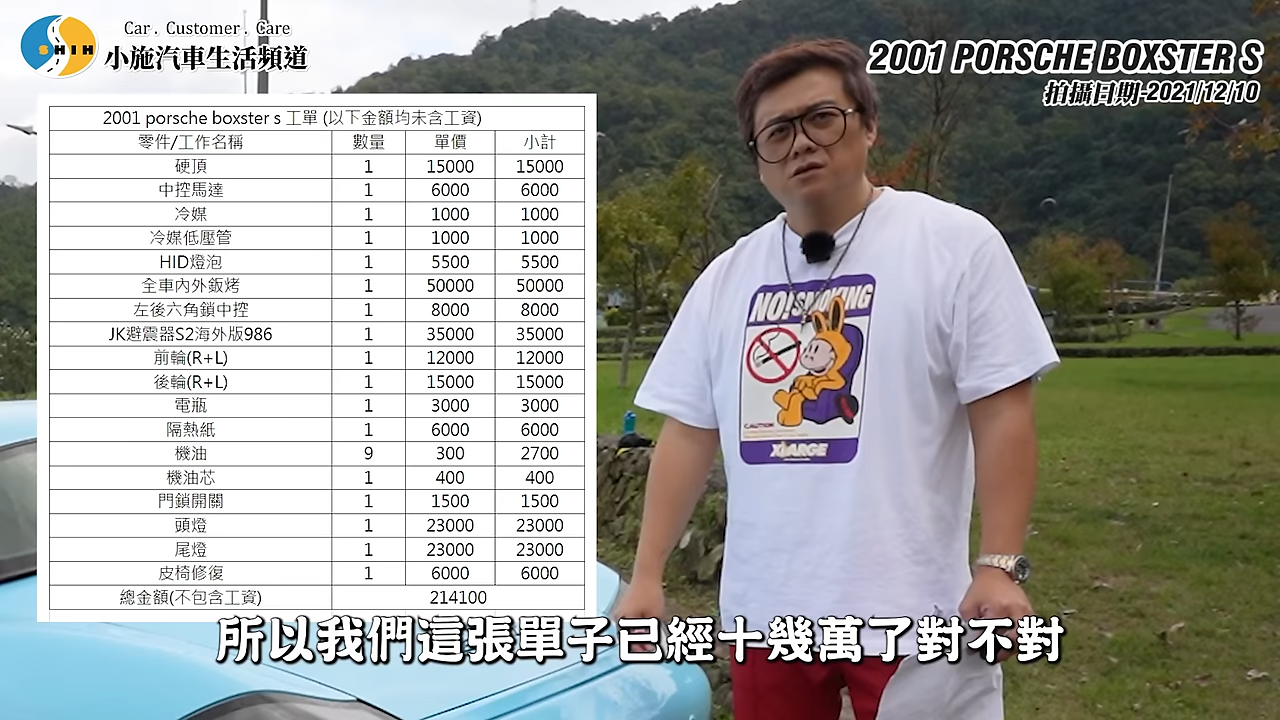 Car . Customer . Care
SHIH
小施汽車生活頻道
2001 PORSCHE BOXSTER S
拍攝日期-2021/12/10
2001 porsche boxster s 工單 (以下金額均未含工資)
零件/工作名稱 數量 單價 小計
硬頂 1 15000 15000
中控馬達 1 6000 6000
冷媒 1 1000 1000
冷媒低壓管 1 1000 1000
HID燈泡 1 5500 5500
全車內外鈑烤 1 50000 50000
左後六角鎖中控 1 8000 8000
JK避震器S2海外版986 1 35000 35000
前輪(R+L) 1 12000 12000
後輪(R+L) 1 15000 15000
電瓶 1 3000 3000
隔熱紙 1 6000 6000
機油 9 300 2700
機油芯 1 400 400
門鎖開關 1 1500 1500
頭燈 1 23000 23000
尾燈 1 23000 23000
皮椅修復 1 6000 6000
總金額(不包含工資) 214100
NO! SMOKING
CAUTION
XLARGE
所以我們這張單子已經十幾萬了對不對